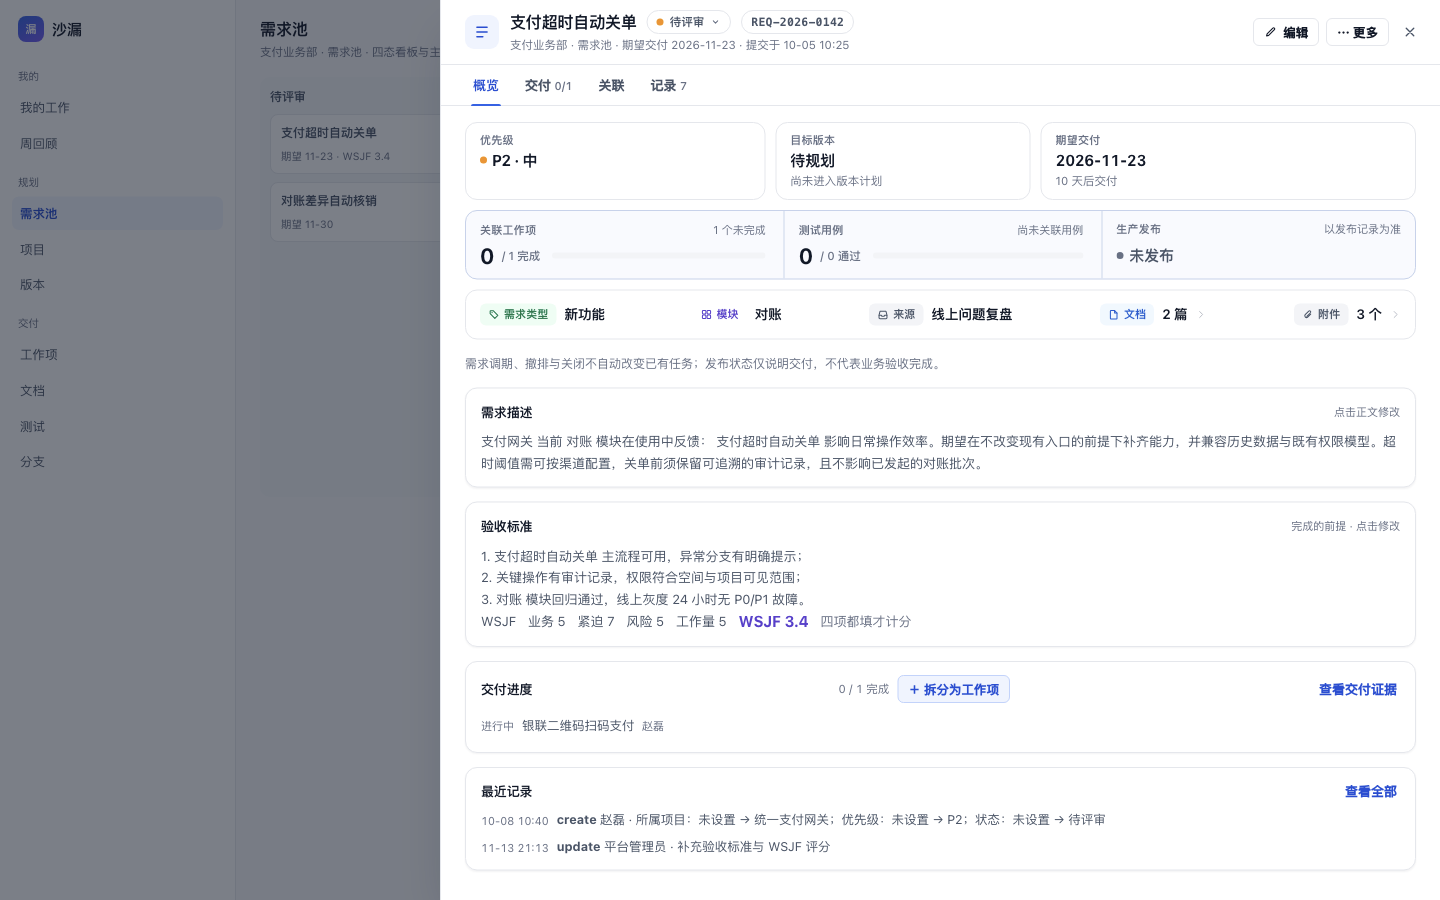 漏 沙漏
我的
我的工作
周回顾
规划
需求池
项目
版本
交付
工作项
文档
测试
分支
需求池
支付业务部 · 需求池 · 四态看板与主
待评审
支付超时自动关单
期望 11-23 · WSJF 3.4
对账差异自动核销
期望 11-30
支付超时自动关单 待评审 REQ-2026-0142
支付业务部 · 需求池 · 期望交付 2026-11-23 · 提交于 10-05 10:25
编辑 ··· 更多
概览 交付 0/1 关联 记录 7
优先级
P2 · 中
目标版本
待规划
尚未进入版本计划
期望交付
2026-11-23
10 天后交付
关联工作项 1 个未完成
0 / 1 完成
测试用例 尚未关联用例
0 / 0 通过
生产发布 以发布记录为准
未发布
需求类型 新功能 模块 对账 来源 线上问题复盘 文档 2 篇 附件 3 个
需求调期、撤排与关闭不自动改变已有任务；发布状态仅说明交付，不代表业务验收完成。
需求描述 点击正文修改
支付网关 当前 对账 模块在使用中反馈： 支付超时自动关单 影响日常操作效率。期望在不改变现有入口的前提下补齐能力，并兼容历史数据与既有权限模型。超
时阈值需可按渠道配置，关单前须保留可追溯的审计记录，且不影响已发起的对账批次。
验收标准 完成的前提 · 点击修改
1. 支付超时自动关单 主流程可用，异常分支有明确提示；
2. 关键操作有审计记录，权限符合空间与项目可见范围；
3. 对账 模块回归通过，线上灰度 24 小时无 P0/P1 故障。
WSJF 业务 5 紧迫 7 风险 5 工作量 5 WSJF 3.4 四项都填才计分
交付进度 0 / 1 完成 + 拆分为工作项 查看交付证据
进行中 银联二维码扫码支付 赵磊
最近记录 查看全部
10-08 10:40 create 赵磊 · 所属项目：未设置 → 统一支付网关；优先级：未设置 → P2；状态：未设置 → 待评审
11-13 21:13 update 平台管理员 · 补充验收标准与 WSJF 评分